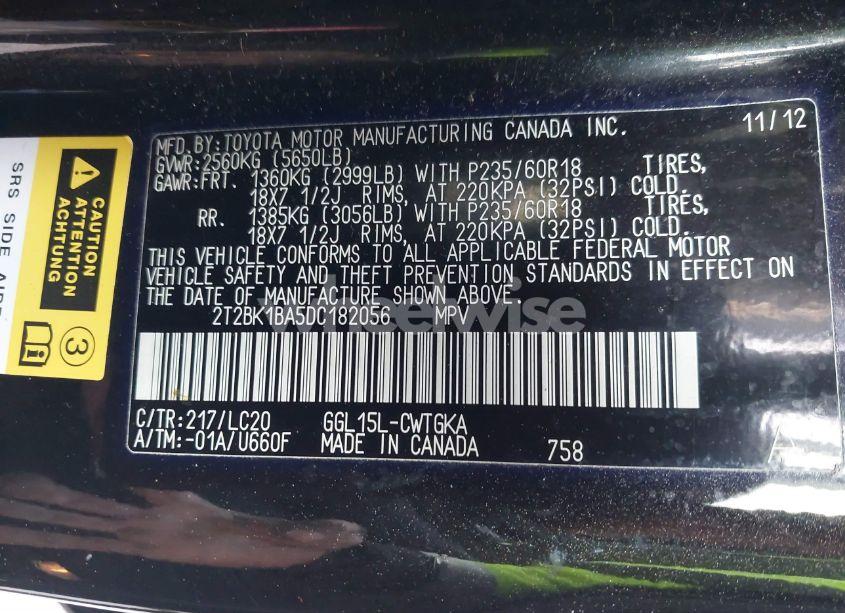 MFD. BY: TOYOTA MOTOR MANUFACTURING CANADA INC. 11/12
GVWR: 2560KG (5650LB)
GAWR: FRT. 1360KG (2999LB) WITH P235/60R18 TIRES,
18X7 1/2J RIMS, AT 220KPA (32PSI) COLD.
RR. 1385KG (3056LB) WITH P235/60R18 TIRES,
18X7 1/2J RIMS, AT 220KPA (32PSI) COLD.
THIS VEHICLE CONFORMS TO ALL APPLICABLE FEDERAL MOTOR
VEHICLE SAFETY AND THEFT PREVENTION STANDARDS IN EFFECT ON
THE DATE OF MANUFACTURE SHOWN ABOVE.
2T2BK1BA5DC182056 MPV
C/TR: 217/LC20 GGL15L-CWTGKA
A/TM: -01A/U660F MADE IN CANADA 758 A
CAUTION
ATTENTION
ACHTUNG
3
SRS SIDE
wheelwise